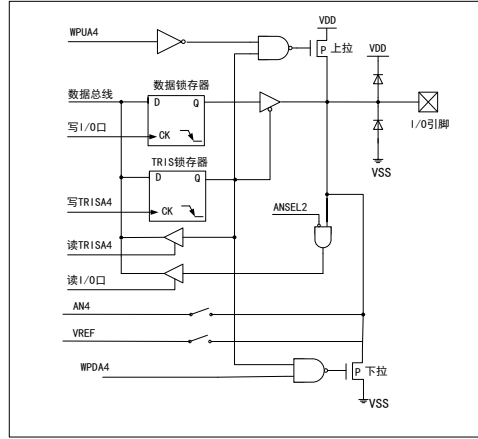 WPUA4
VDD
P 上拉
VDD
数据总线
数据锁存器
D Q
CK
写I/O口
I/O引脚
VSS
TRIS锁存器
D Q
CK
写TRISA4
ANSEL2
读TRISA4
读I/O口
AN4
VREF
WPDA4
P 下拉
VSS